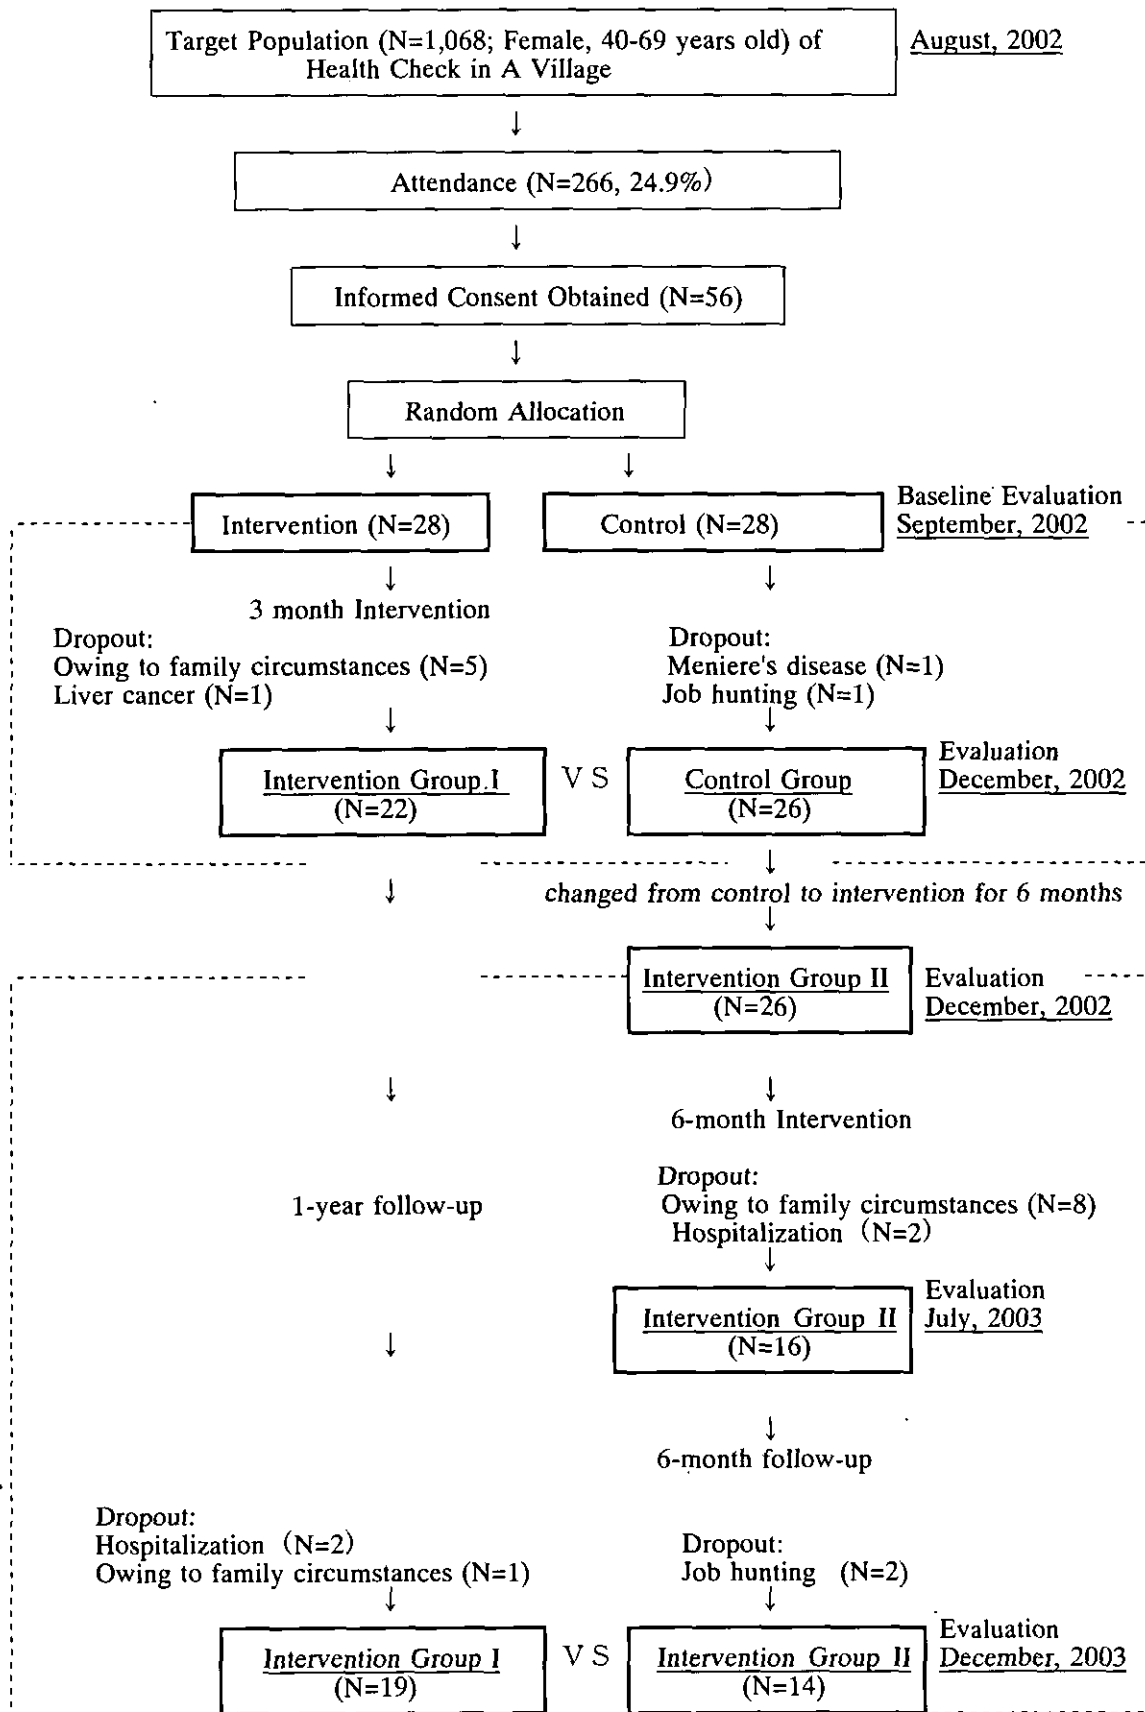 Target Population (N=1,068; Female, 40-69 years old) of
Health Check in A Village
August, 2002
↓
Attendance (N=266, 24.9%)
↓
Informed Consent Obtained (N=56)
↓
Random Allocation
↓ ↓
Intervention (N=28)
Control (N=28)
Baseline Evaluation
September, 2002
↓ ↓
3 month Intervention
Dropout:
Owing to family circumstances (N=5)
Liver cancer (N=1)
Dropout:
Meniere's disease (N=1)
Job hunting (N=1)
↓ ↓
Intervention Group I
(N=22)
VS
Control Group
(N=26)
Evaluation
December, 2002
↓ ↓
changed from control to intervention for 6 months
↓
Intervention Group II
(N=26)
Evaluation
December, 2002
↓ ↓
6-month Intervention
1-year follow-up
Dropout:
Owing to family circumstances (N=8)
Hospitalization (N=2)
↓
Intervention Group II
(N=16)
Evaluation
July, 2003
↓
↓
6-month follow-up
Dropout:
Hospitalization (N=2)
Owing to family circumstances (N=1)
Dropout:
Job hunting (N=2)
↓ ↓
Intervention Group I
(N=19)
VS
Intervention Group II
(N=14)
Evaluation
December, 2003